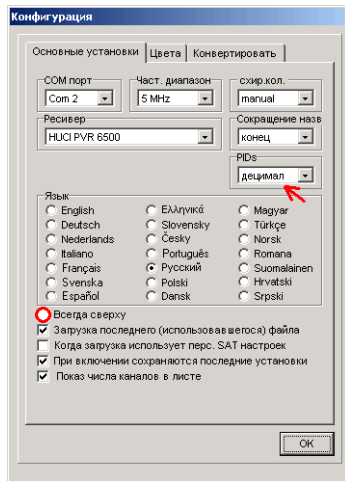 Конфигурация
Основные установки Цвета Конвертировать
COM порт Част. диапазон схир.кол.
Com 2 5 MHz manual
Ресивер Сокращение назв
HUCI PVR 6500 конец
PIDs
децимал
Язык
English Ελληνικά Magyar
Deutsch Slovensky Türkçe
Nederlands Česky Norsk
Italiano Português Romana
Français Русский Suomalainen
Svenska Polski Hrvatski
Español Dansk Srpski
Всегда сверху
Загрузка последнего (использовавшегося) файла
Когда загрузка использует перс. SAT настроек
При включении сохраняются последние установки
Показ числа каналов в листе
OK